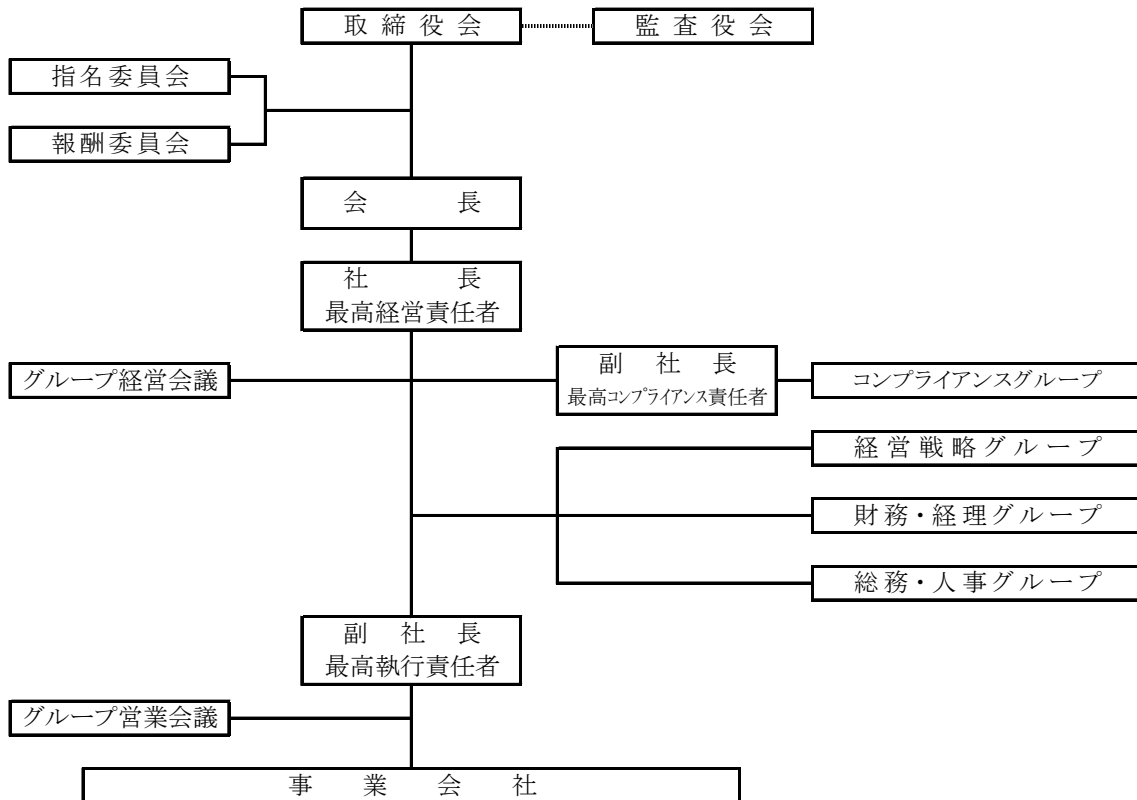 取締役会
監査役会
指名委員会
報酬委員会
会長
社長
最高経営責任者
グループ経営会議
副社長
最高コンプライアンス責任者
コンプライアンスグループ
経営戦略グループ
財務・経理グループ
総務・人事グループ
副社長
最高執行責任者
グループ営業会議
事業会社